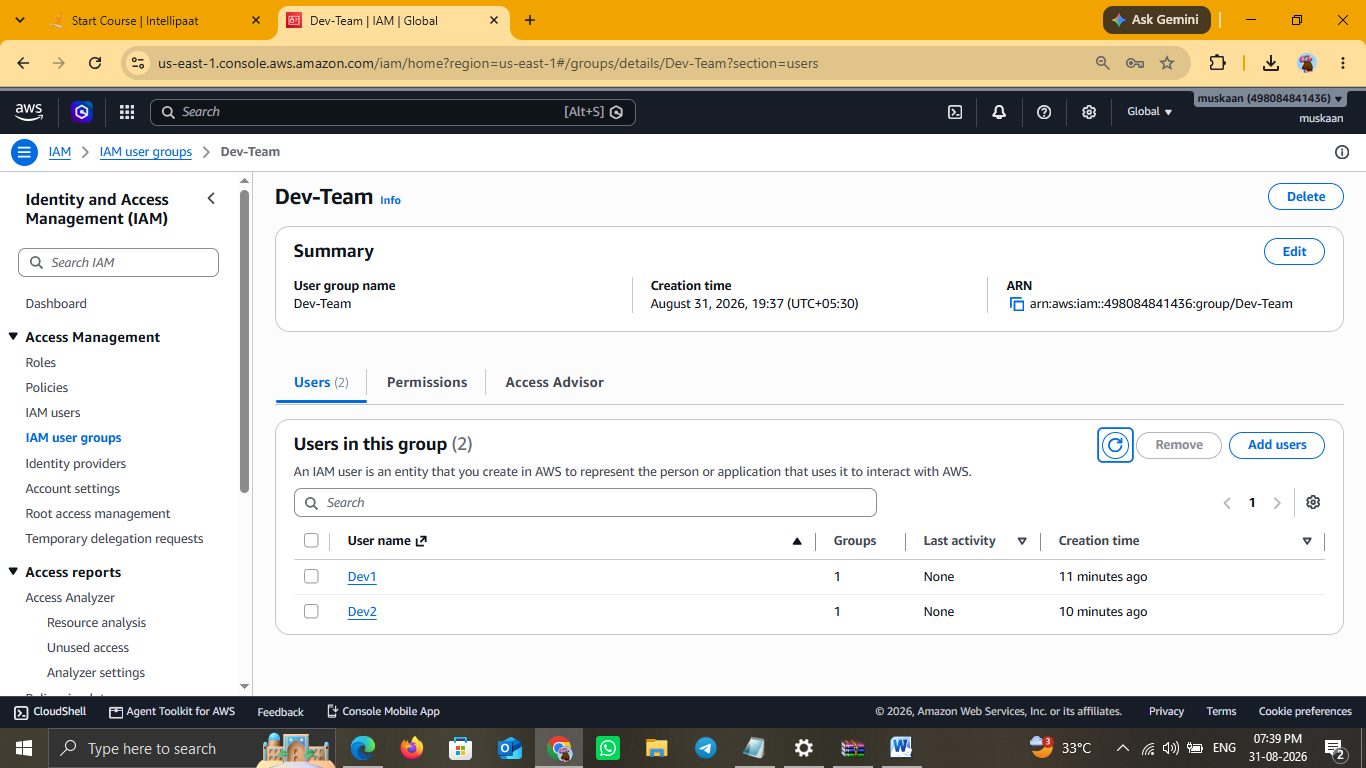 Start Course | Intellipaat
Dev-Team | IAM | Global
Ask Gemini
us-east-1.console.aws.amazon.com/iam/home?region=us-east-1#/groups/details/Dev-Team?section=users
aws
Search
[Alt+S]
Global
muskaan (498084841436)
muskaan
IAM
IAM user groups
Dev-Team
Identity and Access
Management (IAM)
Search IAM
Dashboard
Access Management
Roles
Policies
IAM users
IAM user groups
Identity providers
Account settings
Root access management
Temporary delegation requests
Access reports
Access Analyzer
Resource analysis
Unused access
Analyzer settings
Dev-Team Info
Delete
Summary
Edit
User group name
Dev-Team
Creation time
August 31, 2026, 19:37 (UTC+05:30)
ARN
arn:aws:iam::498084841436:group/Dev-Team
Users (2)
Permissions
Access Advisor
Users in this group (2)
Remove
Add users
An IAM user is an entity that you create in AWS to represent the person or application that uses it to interact with AWS.
Search
1
User name
Groups
Last activity
Creation time
Dev1
1
None
11 minutes ago
Dev2
1
None
10 minutes ago
CloudShell
Agent Toolkit for AWS
Feedback
Console Mobile App
© 2026, Amazon Web Services, Inc. or its affiliates.
Privacy
Terms
Cookie preferences
Type here to search
3
33°C
ENG
07:39 PM
31-08-2026
2